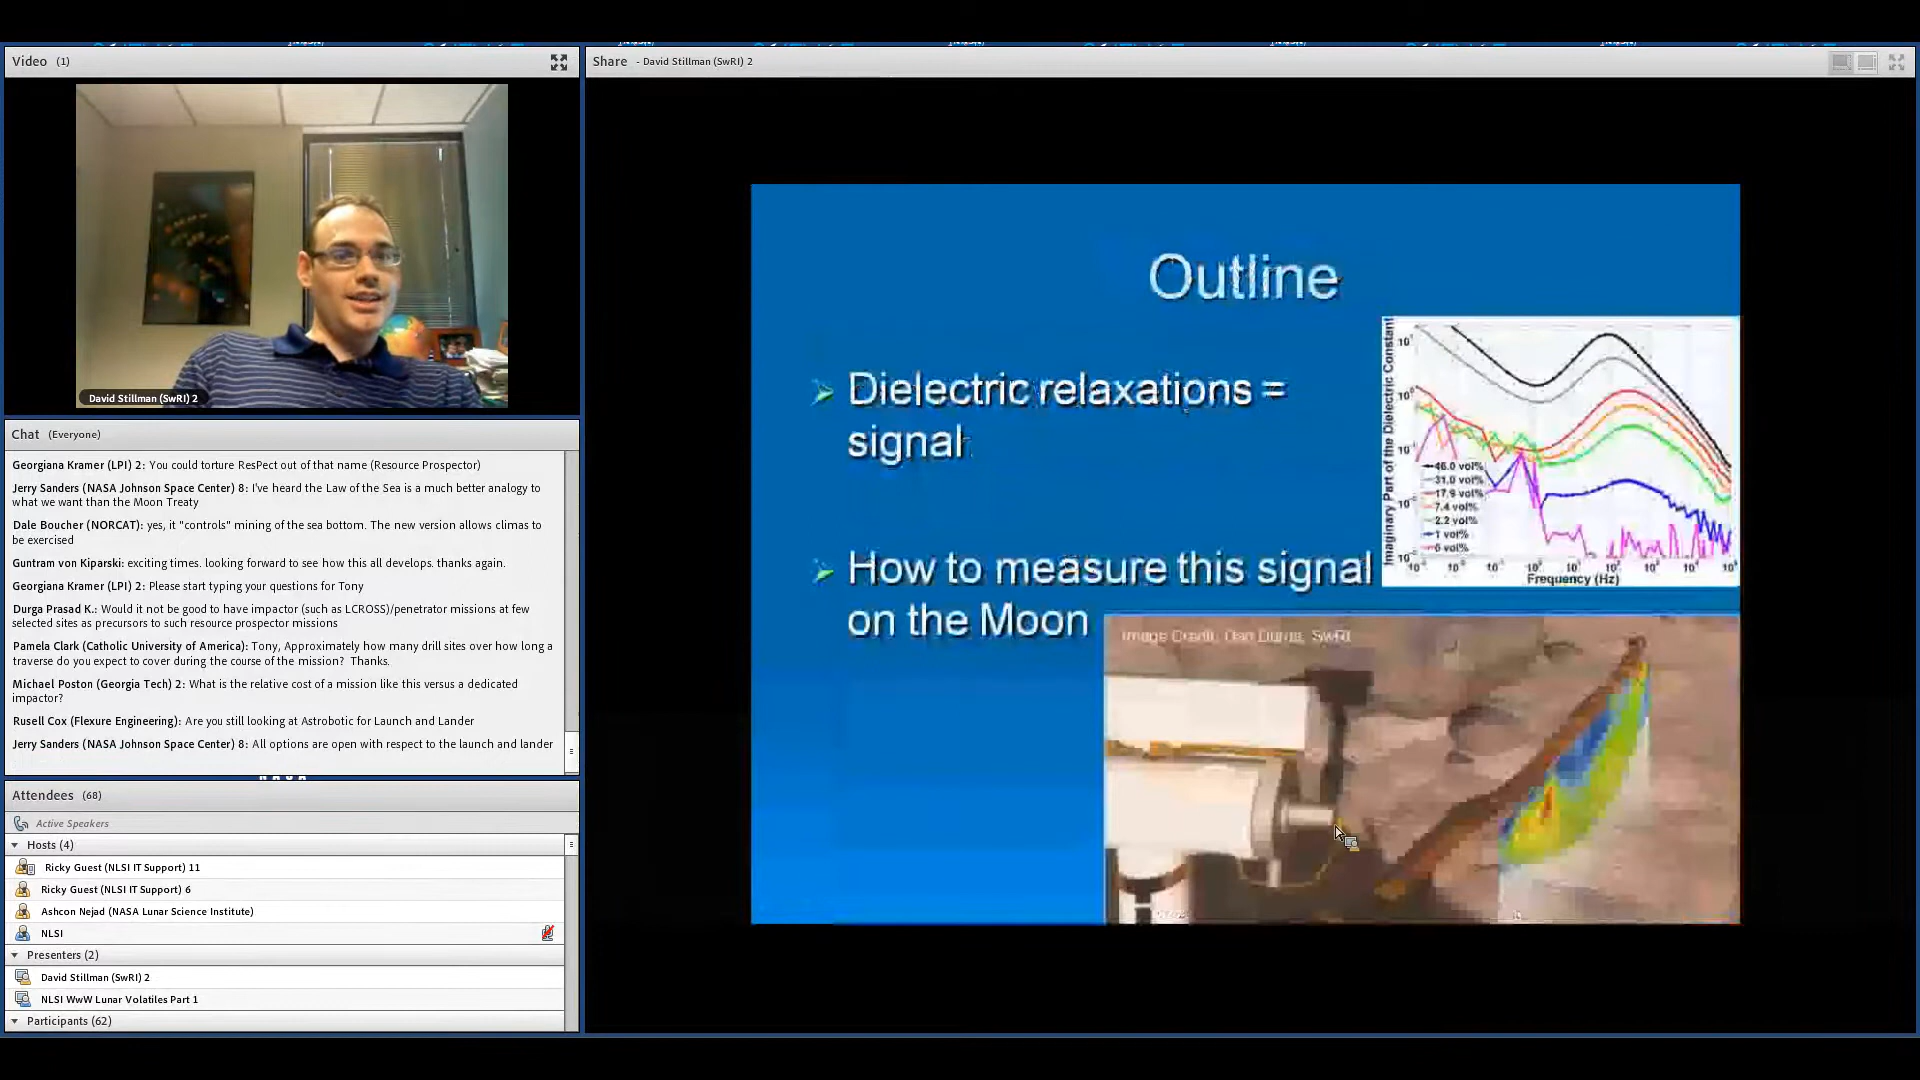 Video (1)
David Stillman (SwRI) 2
Chat (Everyone)
Georgiana Kramer (LPI) 2: You could torture ResPect out of that name (Resource Prospector)
Jerry Sanders (NASA Johnson Space Center) 8: I've heard the Law of the Sea is a much better analogy to
what we want than the Moon Treaty
Dale Boucher (NORCAT): yes, it "controls" mining of the sea bottom. The new version allows climas to
be exercised
Guntram von Kiparski: exciting times. looking forward to see how this all develops. thanks again.
Georgiana Kramer (LPI) 2: Please start typing your questions for Tony
Durga Prasad K.: Would it not be good to have impactor (such as LCROSS)/penetrator missions at few
selected sites as precursors to such resource prospector missions
Pamela Clark (Catholic University of America): Tony, Approximately how many drill sites over how long a
traverse do you expect to cover during the course of the mission? Thanks.
Michael Poston (Georgia Tech) 2: What is the relative cost of a mission like this versus a dedicated
impactor?
Rusell Cox (Flexure Engineering): Are you still looking at Astrobotic for Launch and Lander
Jerry Sanders (NASA Johnson Space Center) 8: All options are open with respect to the launch and lander
Attendees (68)
Active Speakers
Hosts (4)
Ricky Guest (NLSI IT Support) 11
Ricky Guest (NLSI IT Support) 6
Ashcon Nejad (NASA Lunar Science Institute)
NLSI
Presenters (2)
David Stillman (SwRI) 2
NLSI WwW Lunar Volatiles Part 1
Participants (62)
Share - David Stillman (SwRI) 2
Outline
Dielectric relaxations =
signal
How to measure this signal
on the Moon
Imaginary Part of the Dielectric Constant
46.0 vol%
31.0 vol%
17.9 vol%
7.4 vol%
2.2 vol%
1 vol%
0 vol%
Frequency (Hz)
Image Credit: Dan Durda, SwRI